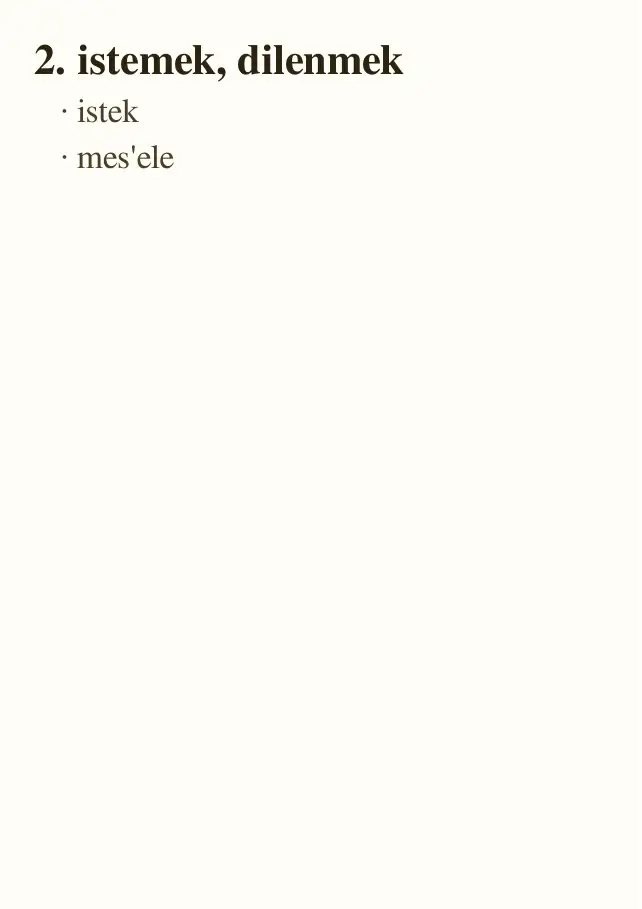 2. istemek, dilenmek
· istek
· mes'ele